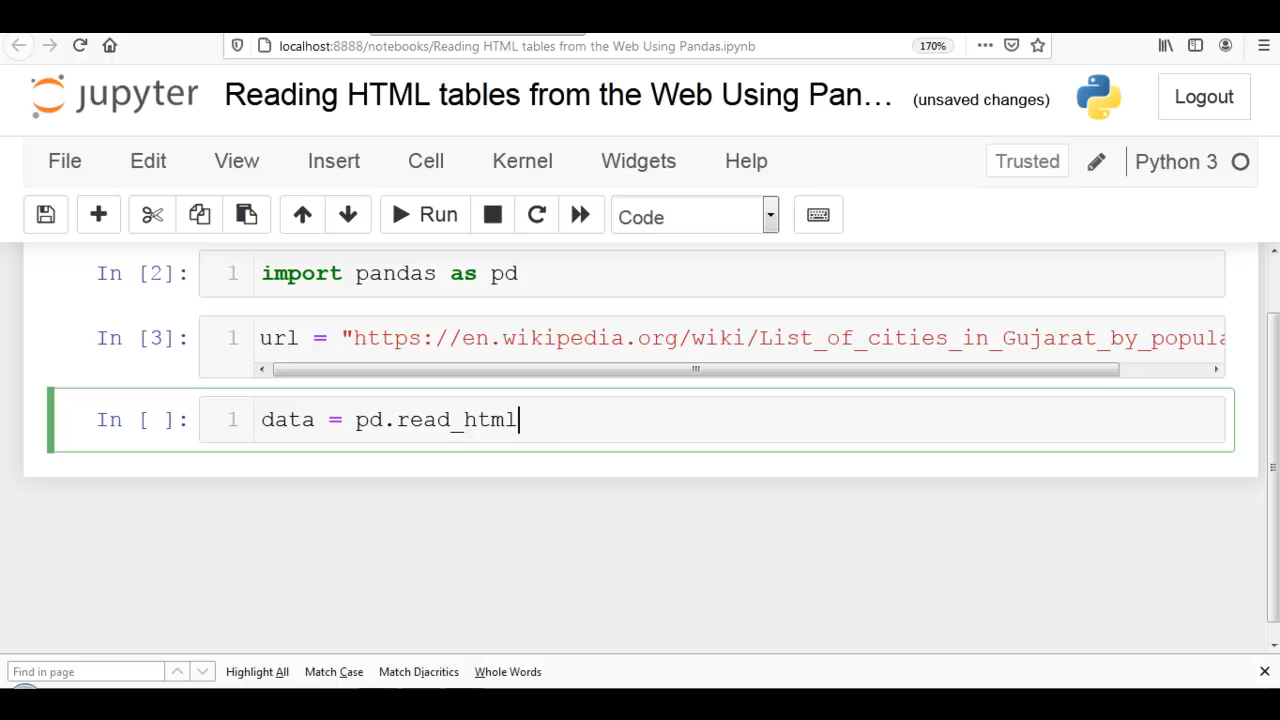 localhost:8888/notebooks/Reading HTML tables from the Web Using Pandas.ipynb 170%
jupyter Reading HTML tables from the Web Using Pan... (unsaved changes) Logout
File Edit View Insert Cell Kernel Widgets Help Trusted Python 3
Run Code
In [2]: 1 import pandas as pd
In [3]: 1 url = "https://en.wikipedia.org/wiki/List_of_cities_in_Gujarat_by_popula
In [ ]: 1 data = pd.read_html
Find in page Highlight All Match Case Match Diacritics Whole Words